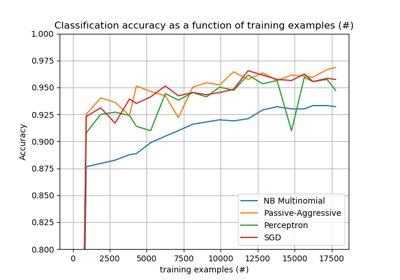 Classification accuracy as a function of training examples (#)
1.000
0.975
0.950
0.925
0.900
0.875
0.850
0.825
0.800
Accuracy
NB Multinomial
Passive-Aggressive
Perceptron
SGD
0 2500 5000 7500 10000 12500 15000 17500
training examples (#)